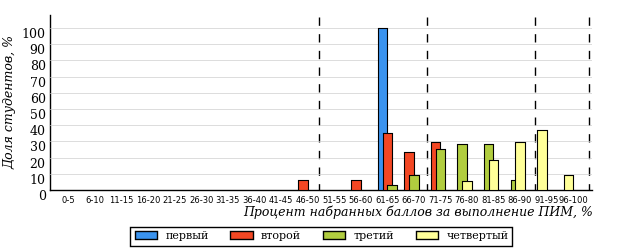 Доля студентов, %
100
90
80
70
60
50
40
30
20
10
0
0-5 6-10 11-15 16-20 21-25 26-30 31-35 36-40 41-45 46-50 51-55 56-60 61-65 66-70 71-75 76-80 81-85 86-90 91-95 96-100
Процент набранных баллов за выполнение ПИМ, %
первый второй третий четвертый